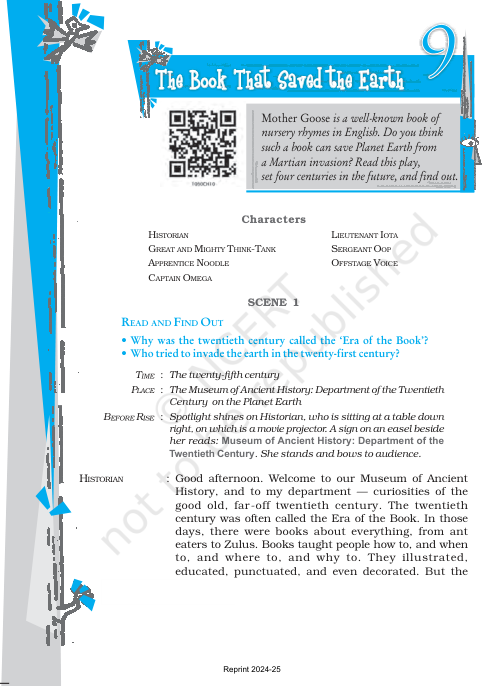 9
The Book That Saved the Earth
Mother Goose is a well-known book of
nursery rhymes in English. Do you think
such a book can save Planet Earth from
a Martian invasion? Read this play,
set four centuries in the future, and find out.
Characters
HISTORIAN
GREAT AND MIGHTY THINK-TANK
APPRENTICE NOODLE
CAPTAIN OMEGA
LIEUTENANT IOTA
SERGEANT OOP
OFFSTAGE VOICE
SCENE 1
READ AND FIND OUT
• Why was the twentieth century called the ‘Era of the Book’?
• Who tried to invade the earth in the twenty-first century?
TIME : The twenty-fifth century
PLACE : The Museum of Ancient History: Department of the Twentieth
Century on the Planet Earth
BEFORE RISE : Spotlight shines on Historian, who is sitting at a table down
right, on which is a movie projector. A sign on an easel beside
her reads: Museum of Ancient History: Department of the
Twentieth Century. She stands and bows to audience.
HISTORIAN : Good afternoon. Welcome to our Museum of Ancient
History, and to my department — curiosities of the
good old, far-off twentieth century. The twentieth
century was often called the Era of the Book. In those
days, there were books about everything, from ant
eaters to Zulus. Books taught people how to, and when
to, and where to, and why to. They illustrated,
educated, punctuated, and even decorated. But the
© NCERT
not to be republished
Reprint 2024-25